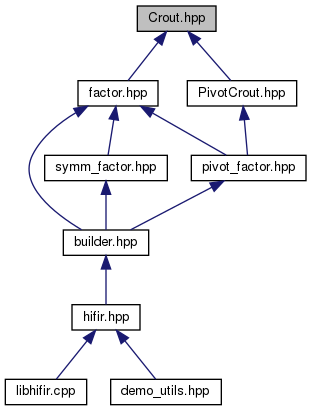 Crout.hpp
factor.hpp
PivotCrout.hpp
symm_factor.hpp
pivot_factor.hpp
builder.hpp
hifir.hpp
libhifir.cpp
demo_utils.hpp